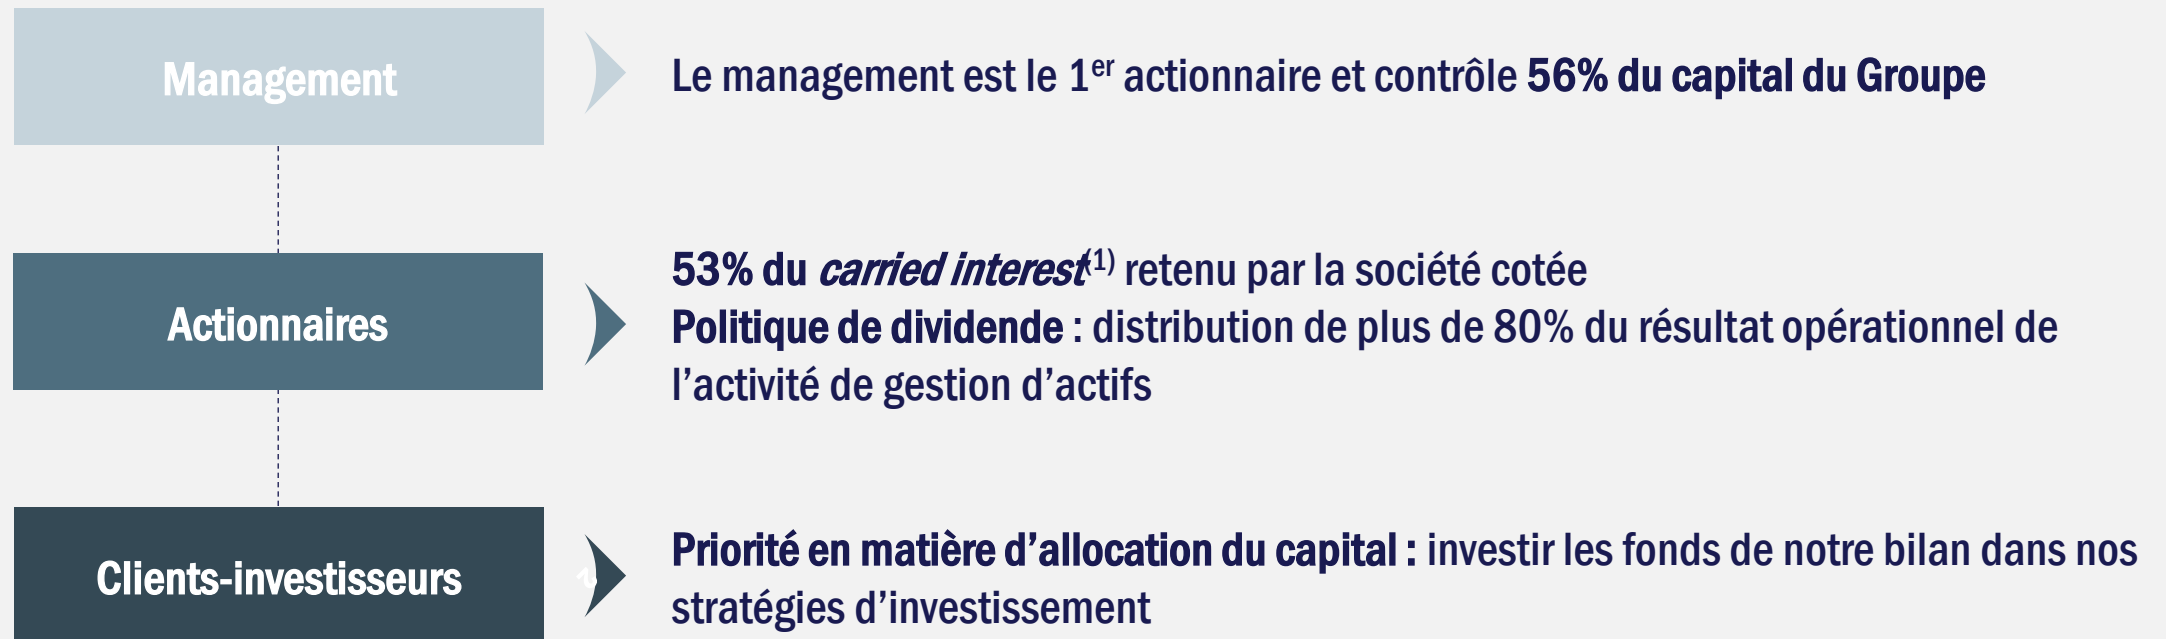 Management
Le management est le 1er actionnaire et contrôle 56% du capital du Groupe
Actionnaires
53% du carried interest(1) retenu par la société cotée
Politique de dividende : distribution de plus de 80% du résultat opérationnel de
l’activité de gestion d’actifs
Clients-investisseurs
Priorité en matière d’allocation du capital : investir les fonds de notre bilan dans nos
stratégies d’investissement